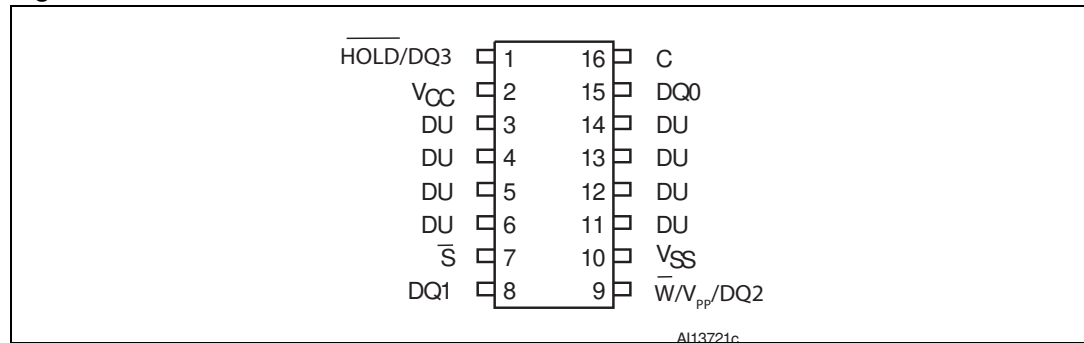 HOLD/DQ3 1 16 C
VCC 2 15 DQ0
DU 3 14 DU
DU 4 13 DU
DU 5 12 DU
DU 6 11 DU
S 7 10 VSS
DQ1 8 9 W/VPP/DQ2
AI13721c